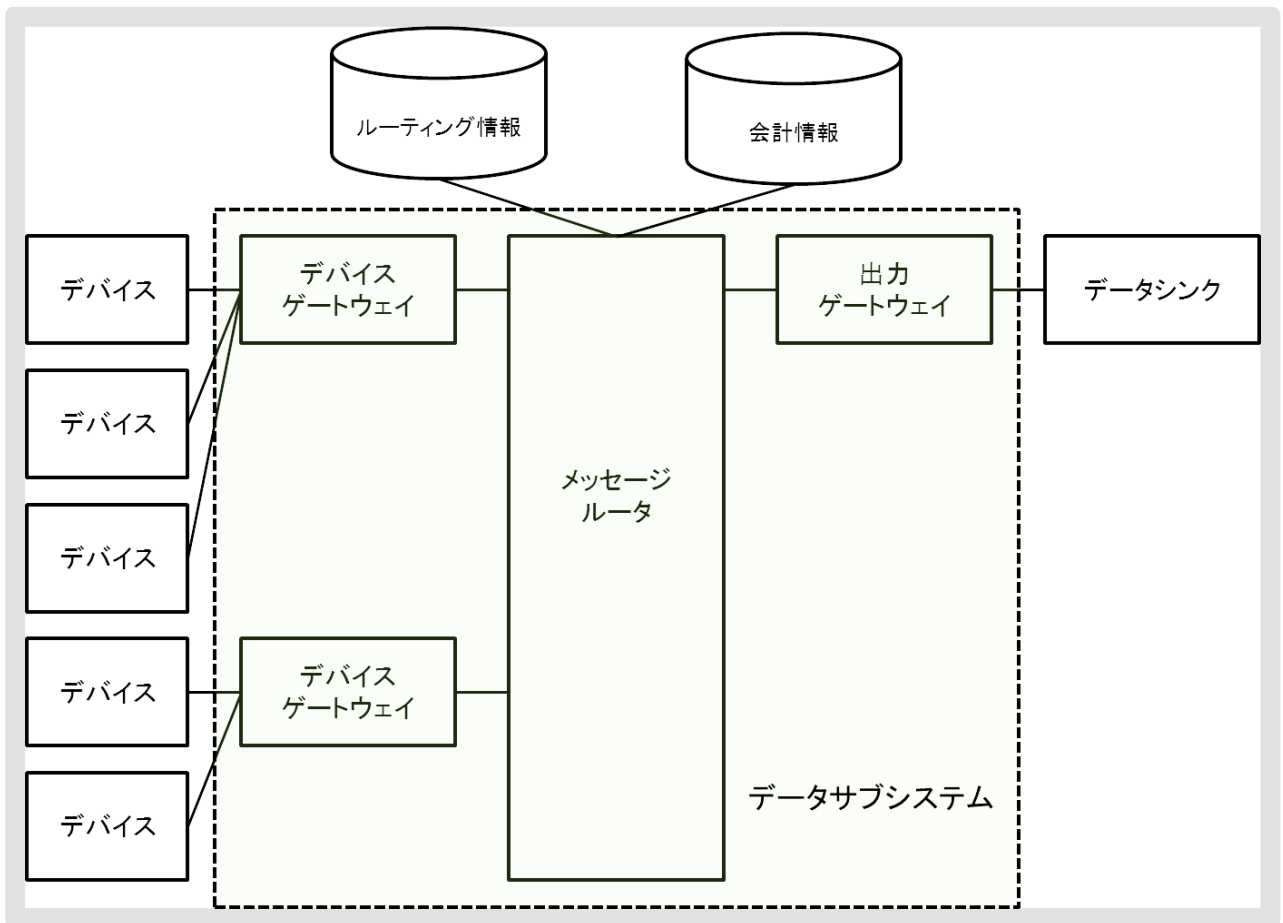 ルーティング情報
会計情報
デバイス
デバイス
ゲートウェイ
出力
ゲートウェイ
データシンク
デバイス
メッセージ
ルータ
デバイス
デバイス
デバイス
ゲートウェイ
データサブシステム
デバイス